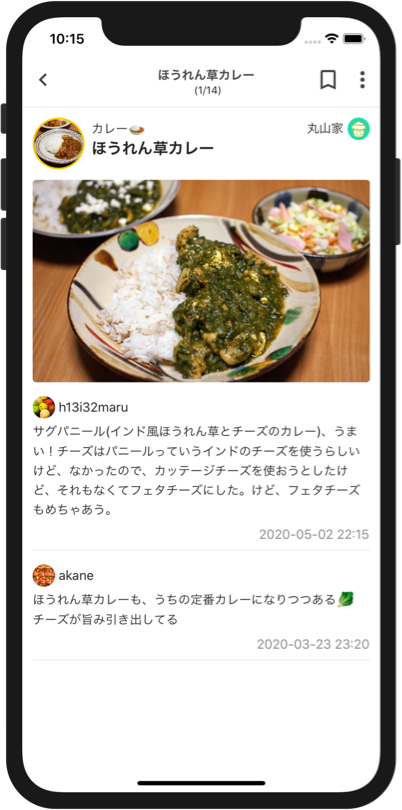 10:15
ほうれん草カレー
(1/14)
カレー🍛
丸山家
ほうれん草カレー
h13i32maru
サグパニール(インド風ほうれん草とチーズのカレー)、うま
い！チーズはパニールっていうインドのチーズを使うらしい
けど、なかったので、カッテージチーズを使おうとしたけ
ど、それもなくてフェタチーズにした。けど、フェタチーズ
もめちゃあう。
2020-05-02 22:15
akane
ほうれん草カレーも、うちの定番カレーになりつつある🥬
チーズが旨み引き出してる
2020-03-23 23:20